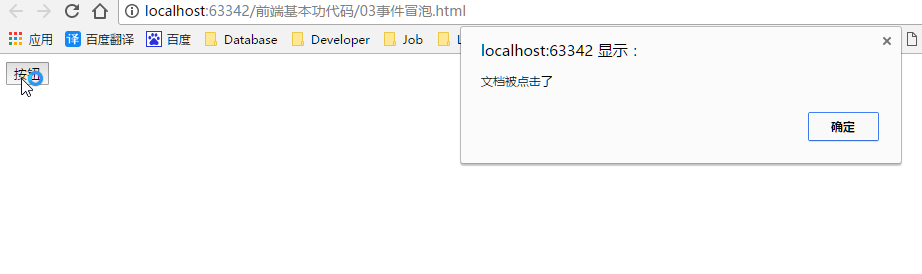 localhost:63342/前端基本功代码/03事件冒泡.html
应用 译 百度翻译 百度 Database Developer Job L
localhost:63342 显示：
文档被点击了
确定
按钮